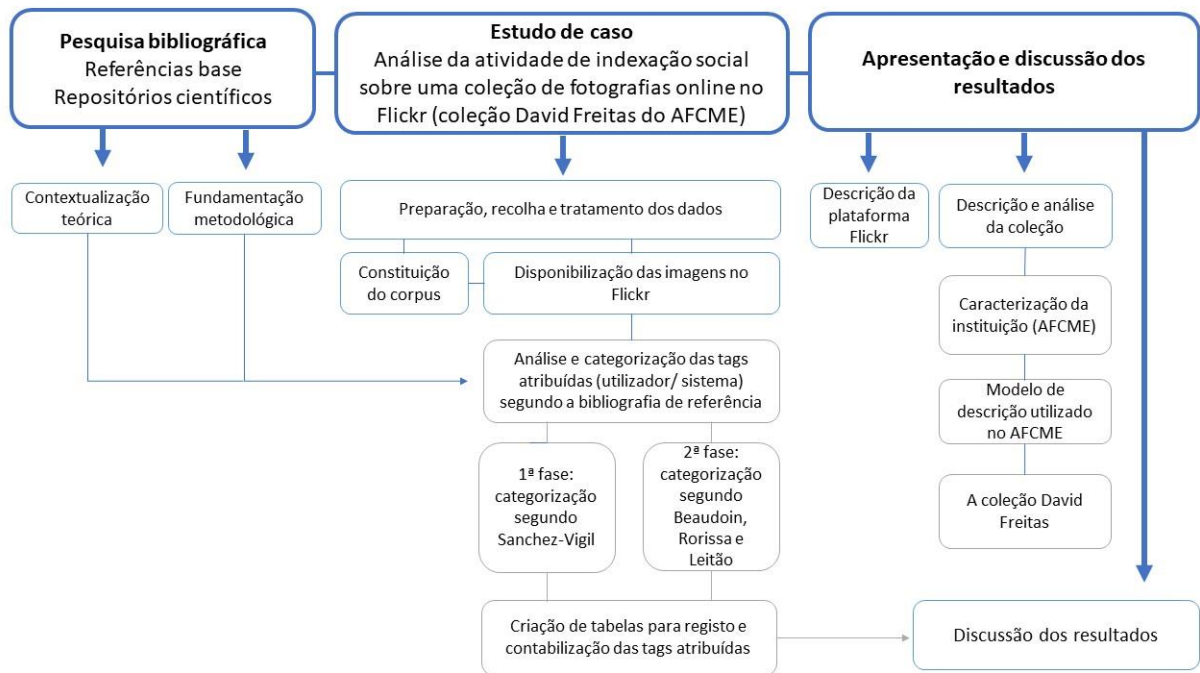 Pesquisa bibliográfica
Referências base
Repositórios científicos
Estudo de caso
Análise da atividade de indexação social
sobre uma coleção de fotografias online no
Flickr (coleção David Freitas do AFCME)
Apresentação e discussão dos
resultados
Contextualização
teórica
Fundamentação
metodológica
Preparação, recolha e tratamento dos dados
Constituição
do corpus
Disponibilização das imagens no
Flickr
Análise e categorização das tags
atribuídas (utilizador/ sistema)
segundo a bibliografia de referência
1ª fase:
categorização
segundo
Sanchez-Vigil
2ª fase:
categorização
segundo
Beaudoin,
Rorissa e
Leitão
Criação de tabelas para registo e
contabilização das tags atribuídas
Descrição da
plataforma
Flickr
Descrição e análise
da coleção
Caracterização da
instituição (AFCME)
Modelo de
descrição utilizado
no AFCME
A coleção David
Freitas
Discussão dos resultados